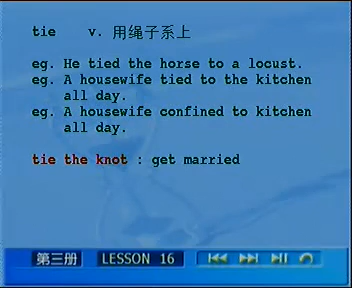 tie v. 用绳子系上
eg. He tied the horse to a locust.
eg. A housewife tied to the kitchen
all day.
eg. A housewife confined to kitchen
all day.
tie the knot : get married
第三册 LESSON 16